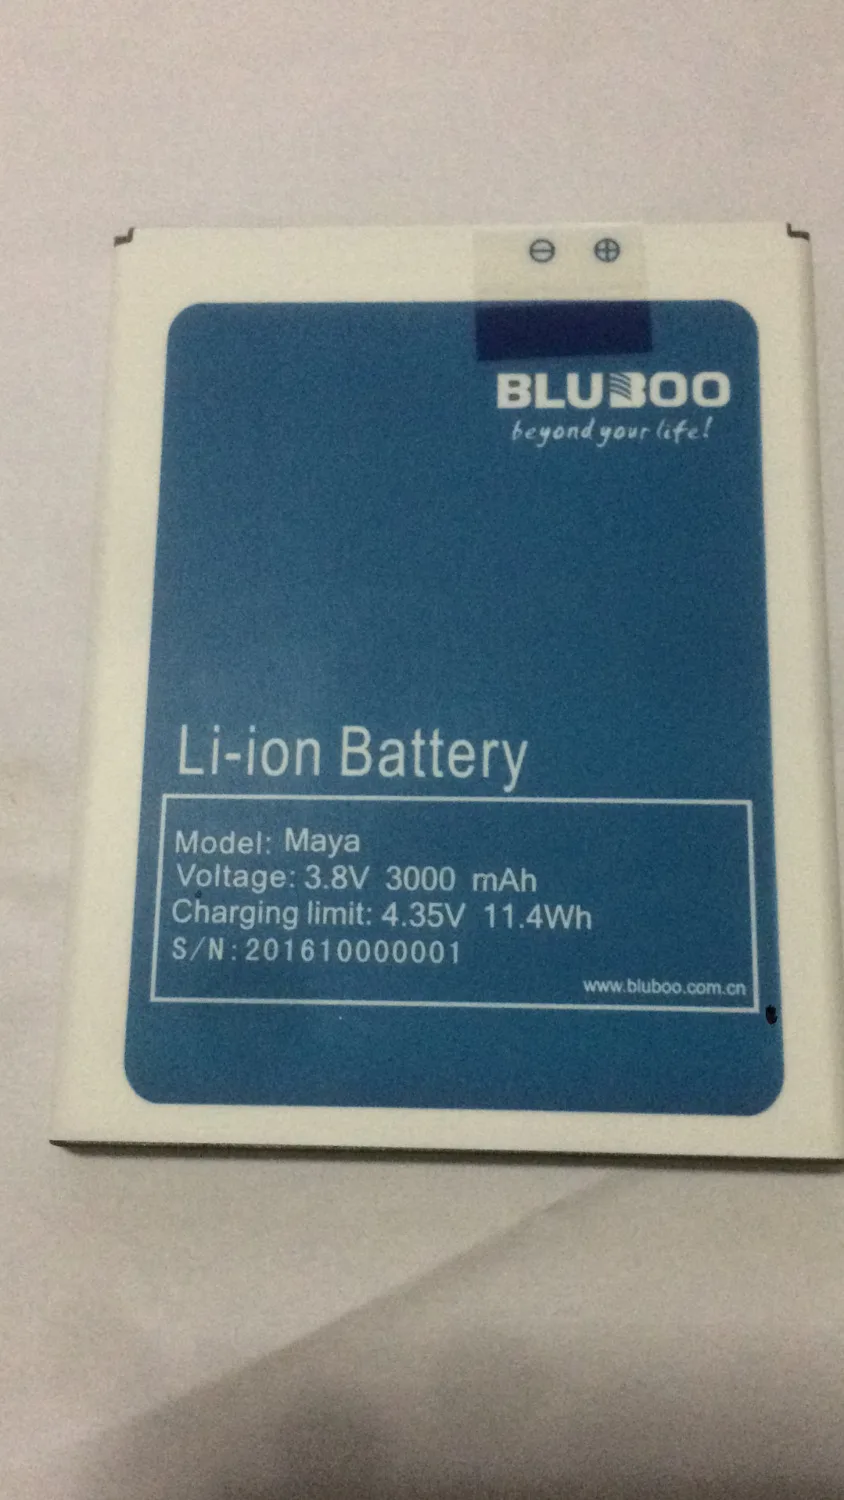 ⊖ ⊕
BLUBOO
beyond your life!
Li-ion Battery
Model: Maya
Voltage: 3.8V 3000 mAh
Charging limit: 4.35V 11.4Wh
S/N:201610000001
www.bluboo.com.cn